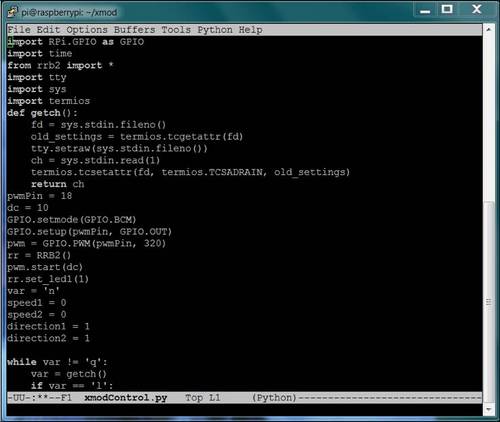 pi@raspberrypi: ~/xmod
File Edit Options Buffers Tools Python Help
import RPi.GPIO as GPIO
import time
from rrb2 import *
import tty
import sys
import termios
def getch():
    fd = sys.stdin.fileno()
    old_settings = termios.tcgetattr(fd)
    tty.setraw(sys.stdin.fileno())
    ch = sys.stdin.read(1)
    termios.tcsetattr(fd, termios.TCSADRAIN, old_settings)
    return ch
pwmPin = 18
dc = 10
GPIO.setmode(GPIO.BCM)
GPIO.setup(pwmPin, GPIO.OUT)
pwm = GPIO.PWM(pwmPin, 320)
rr = RRB2()
pwm.start(dc)
rr.set_led1(1)
var = 'n'
speed1 = 0
speed2 = 0
direction1 = 1
direction2 = 1

while var != 'q':
    var = getch()
    if var == 'l':
-UU-:**--F1  xmodControl.py   Top L1     (Python)--------------------------------